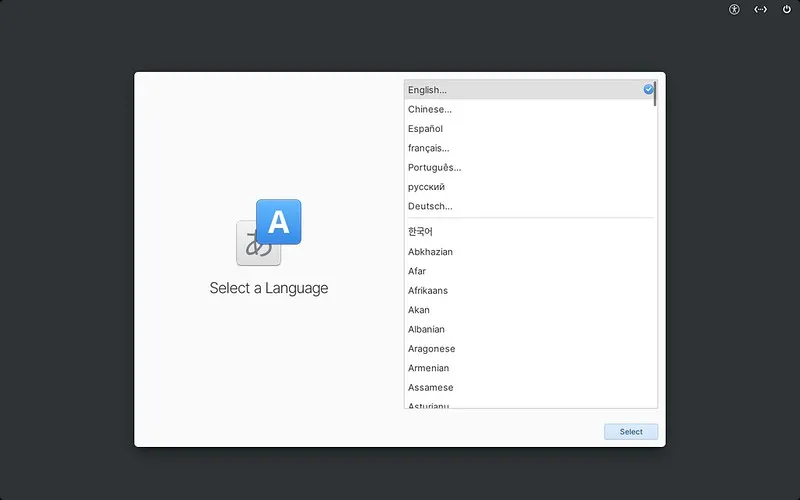 あ
A
Select a Language
English...
Chinese...
Español
français...
Português...
русский
Deutsch...
한국어
Abkhazian
Afar
Afrikaans
Akan
Albanian
Aragonese
Armenian
Assamese
Asturianu
Select